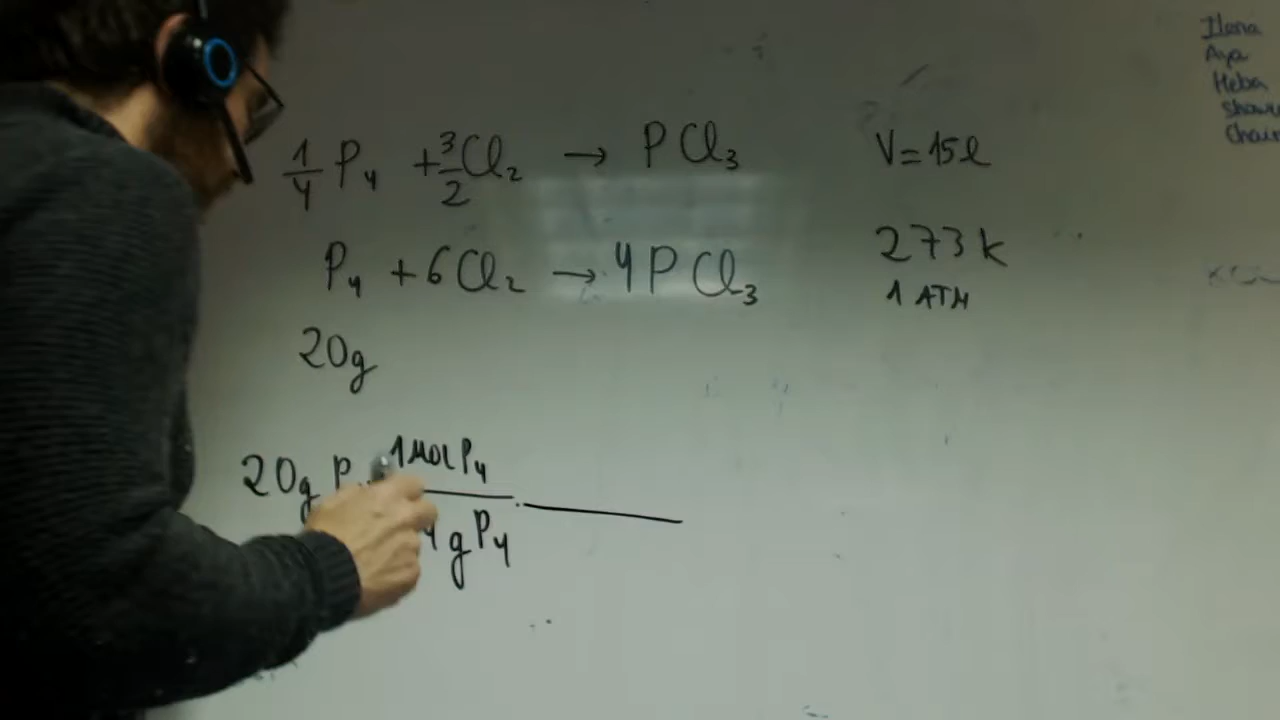 1/4 P4 + 3/2 Cl2 → PCl3
P4 + 6Cl2 → 4PCl3
20g
20g P 1 mol P4
4 g P4
V = 15l
273 k
1 ATM
Ilana
Aya
Heba